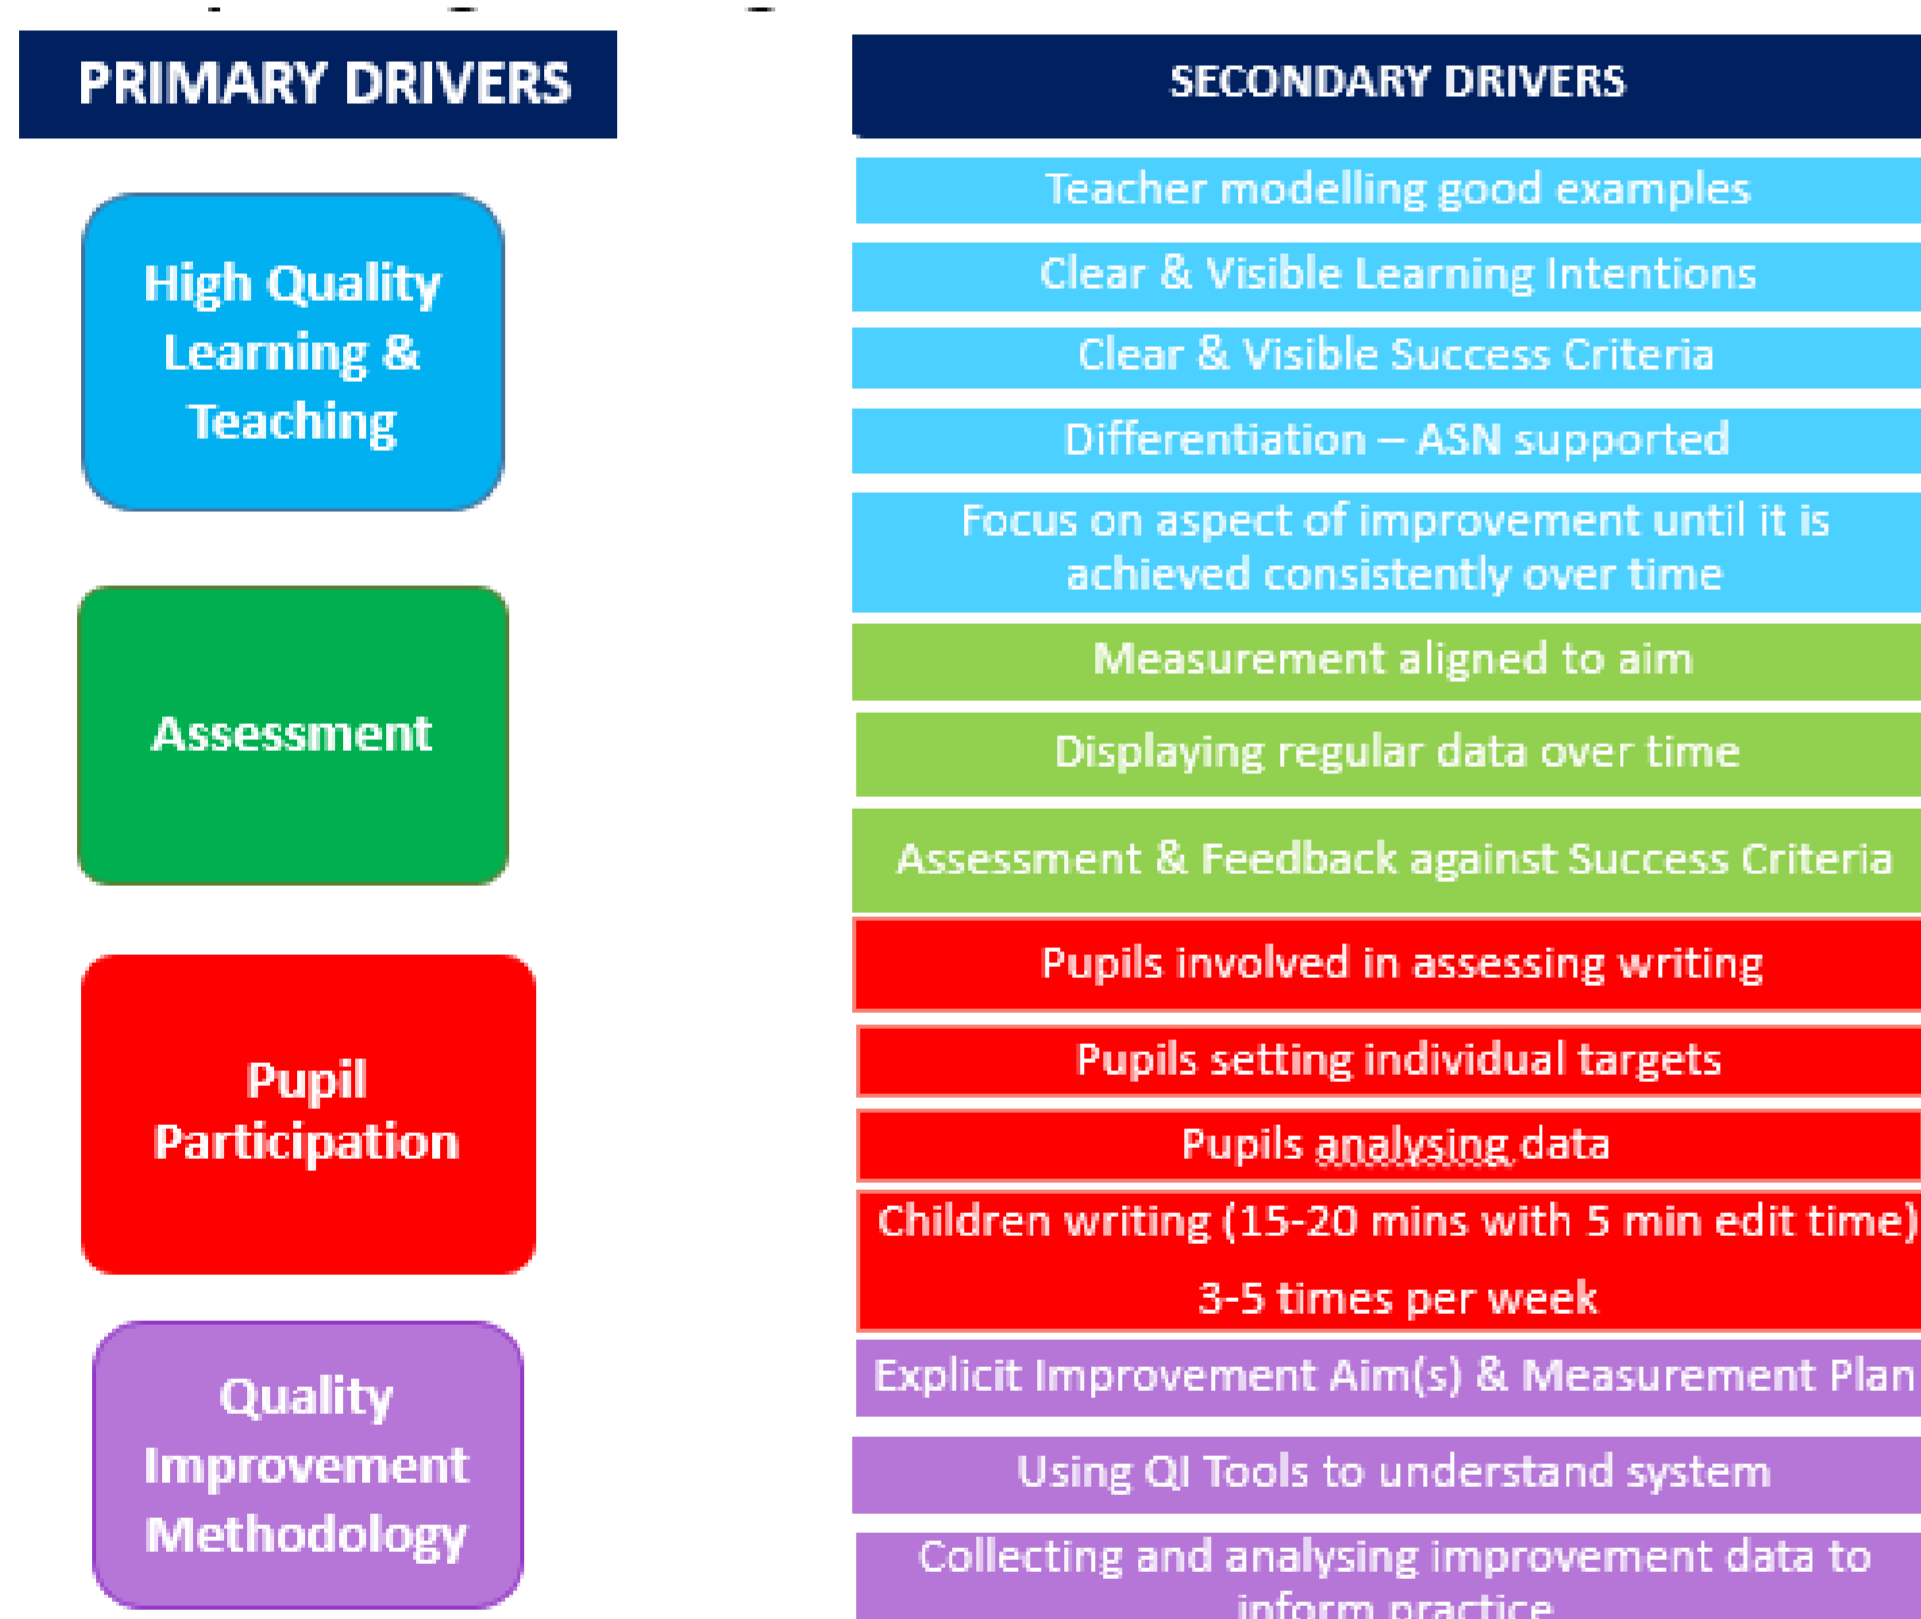 PRIMARY DRIVERS
High Quality
Learning &
Teaching
Assessment
Pupil
Participation
Quality
Improvement
Methodology
SECONDARY DRIVERS
Teacher modelling good examples
Clear & Visible Learning Intentions
Clear & Visible Success Criteria
Differentiation – ASN supported
Focus on aspect of improvement until it is
achieved consistently over time
Measurement aligned to aim
Displaying regular data over time
Assessment & Feedback against Success Criteria
Pupils involved in assessing writing
Pupils setting individual targets
Pupils analysing data
Children writing (15-20 mins with 5 min edit time)
3-5 times per week
Explicit Improvement Aim(s) & Measurement Plan
Using QI Tools to understand system
Collecting and analysing improvement data to
inform practice